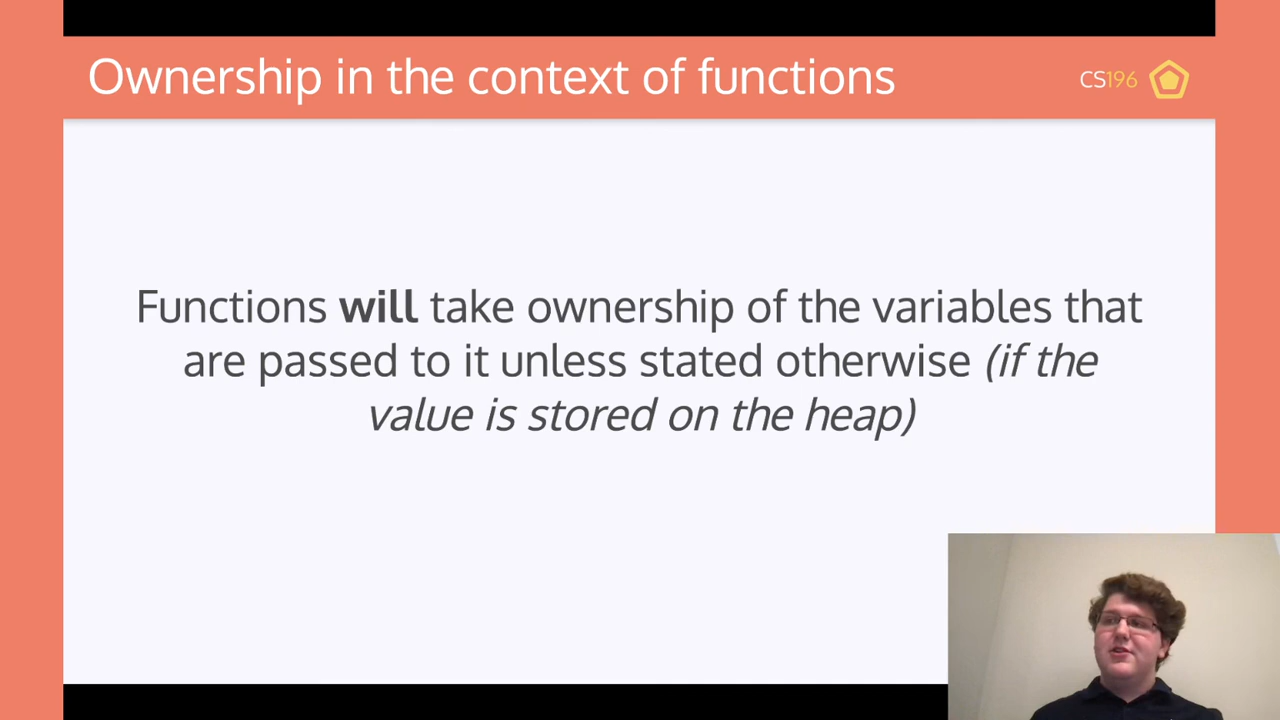 Ownership in the context of functions
CS196
Functions will take ownership of the variables that
are passed to it unless stated otherwise (if the
value is stored on the heap)